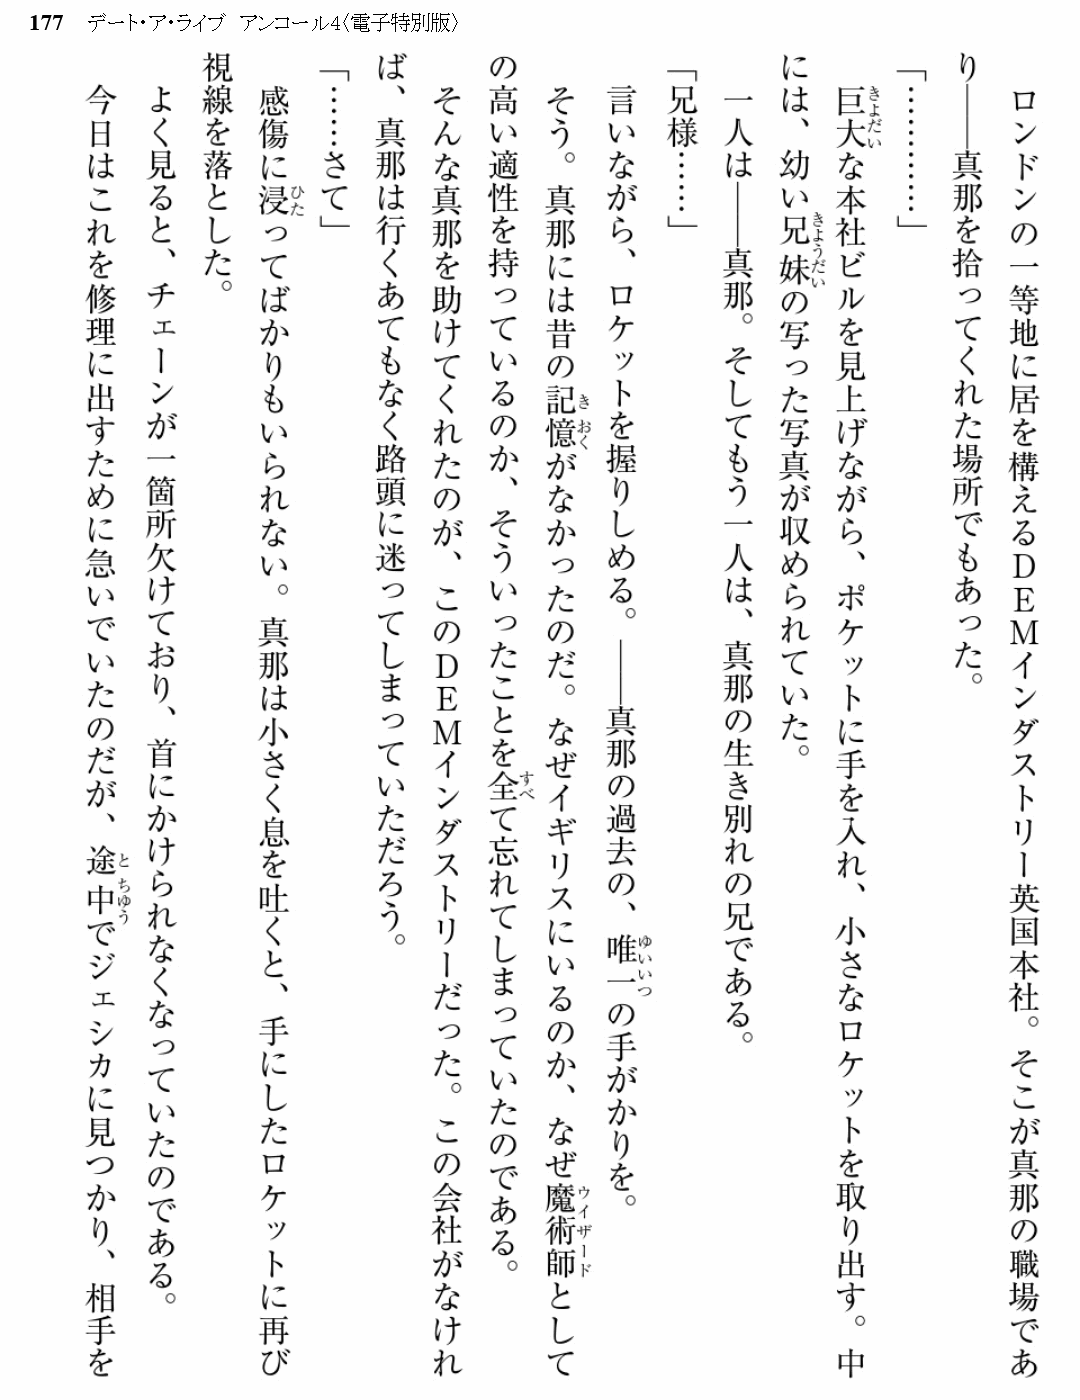 177　デート・ア・ライブ　アンコール4〈電子特別版〉
　ロンドンの一等地に居を構えるＤＥＭインダストリー英国本社。そこが真那の職場であ
り――真那を拾ってくれた場所でもあった。
「…………」
　巨大な本社ビルを見上げながら、ポケットに手を入れ、小さなロケットを取り出す。中
には、幼い兄妹の写った写真が収められていた。
　一人は――真那。そしてもう一人は、真那の生き別れの兄である。
「兄様……」
　言いながら、ロケットを握りしめる。――真那の過去の、唯一の手がかりを。
　そう。真那には昔の記憶がなかったのだ。なぜイギリスにいるのか、なぜ魔術師として
の高い適性を持っているのか、そういったことを全て忘れてしまっていたのである。
　そんな真那を助けてくれたのが、このＤＥＭインダストリーだった。この会社がなけれ
ば、真那は行くあてもなく路頭に迷ってしまっていただろう。
「……さて」
　感傷に浸ってばかりもいられない。真那は小さく息を吐くと、手にしたロケットに再び
視線を落とした。
　よく見ると、チェーンが一箇所欠けており、首にかけられなくなっていたのである。
　今日はこれを修理に出すために急いでいたのだが、途中でジェシカに見つかり、相手を